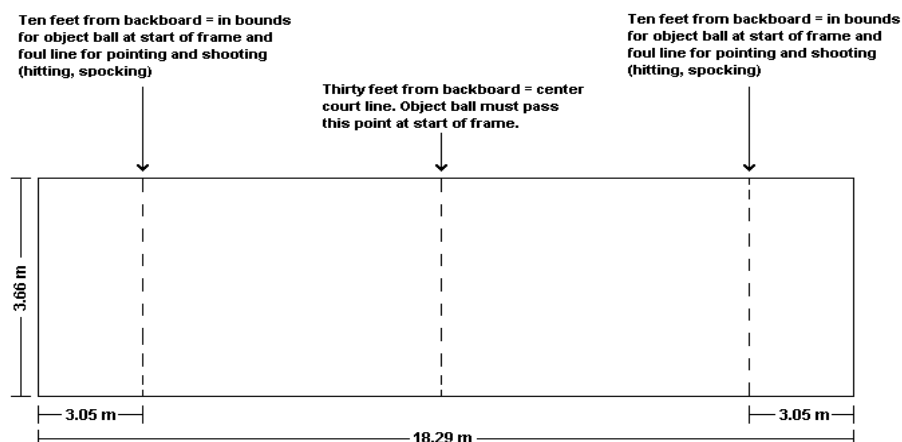 Ten feet from backboard = in bounds
for object ball at start of frame and
foul line for pointing and shooting
(hitting, spocking)
Thirty feet from backboard = center
court line. Object ball must pass
this point at start of frame.
Ten feet from backboard = in bounds
for object ball at start of frame and
foul line for pointing and shooting
(hitting, spocking)
3.66 m
3.05 m
3.05 m
18.29 m